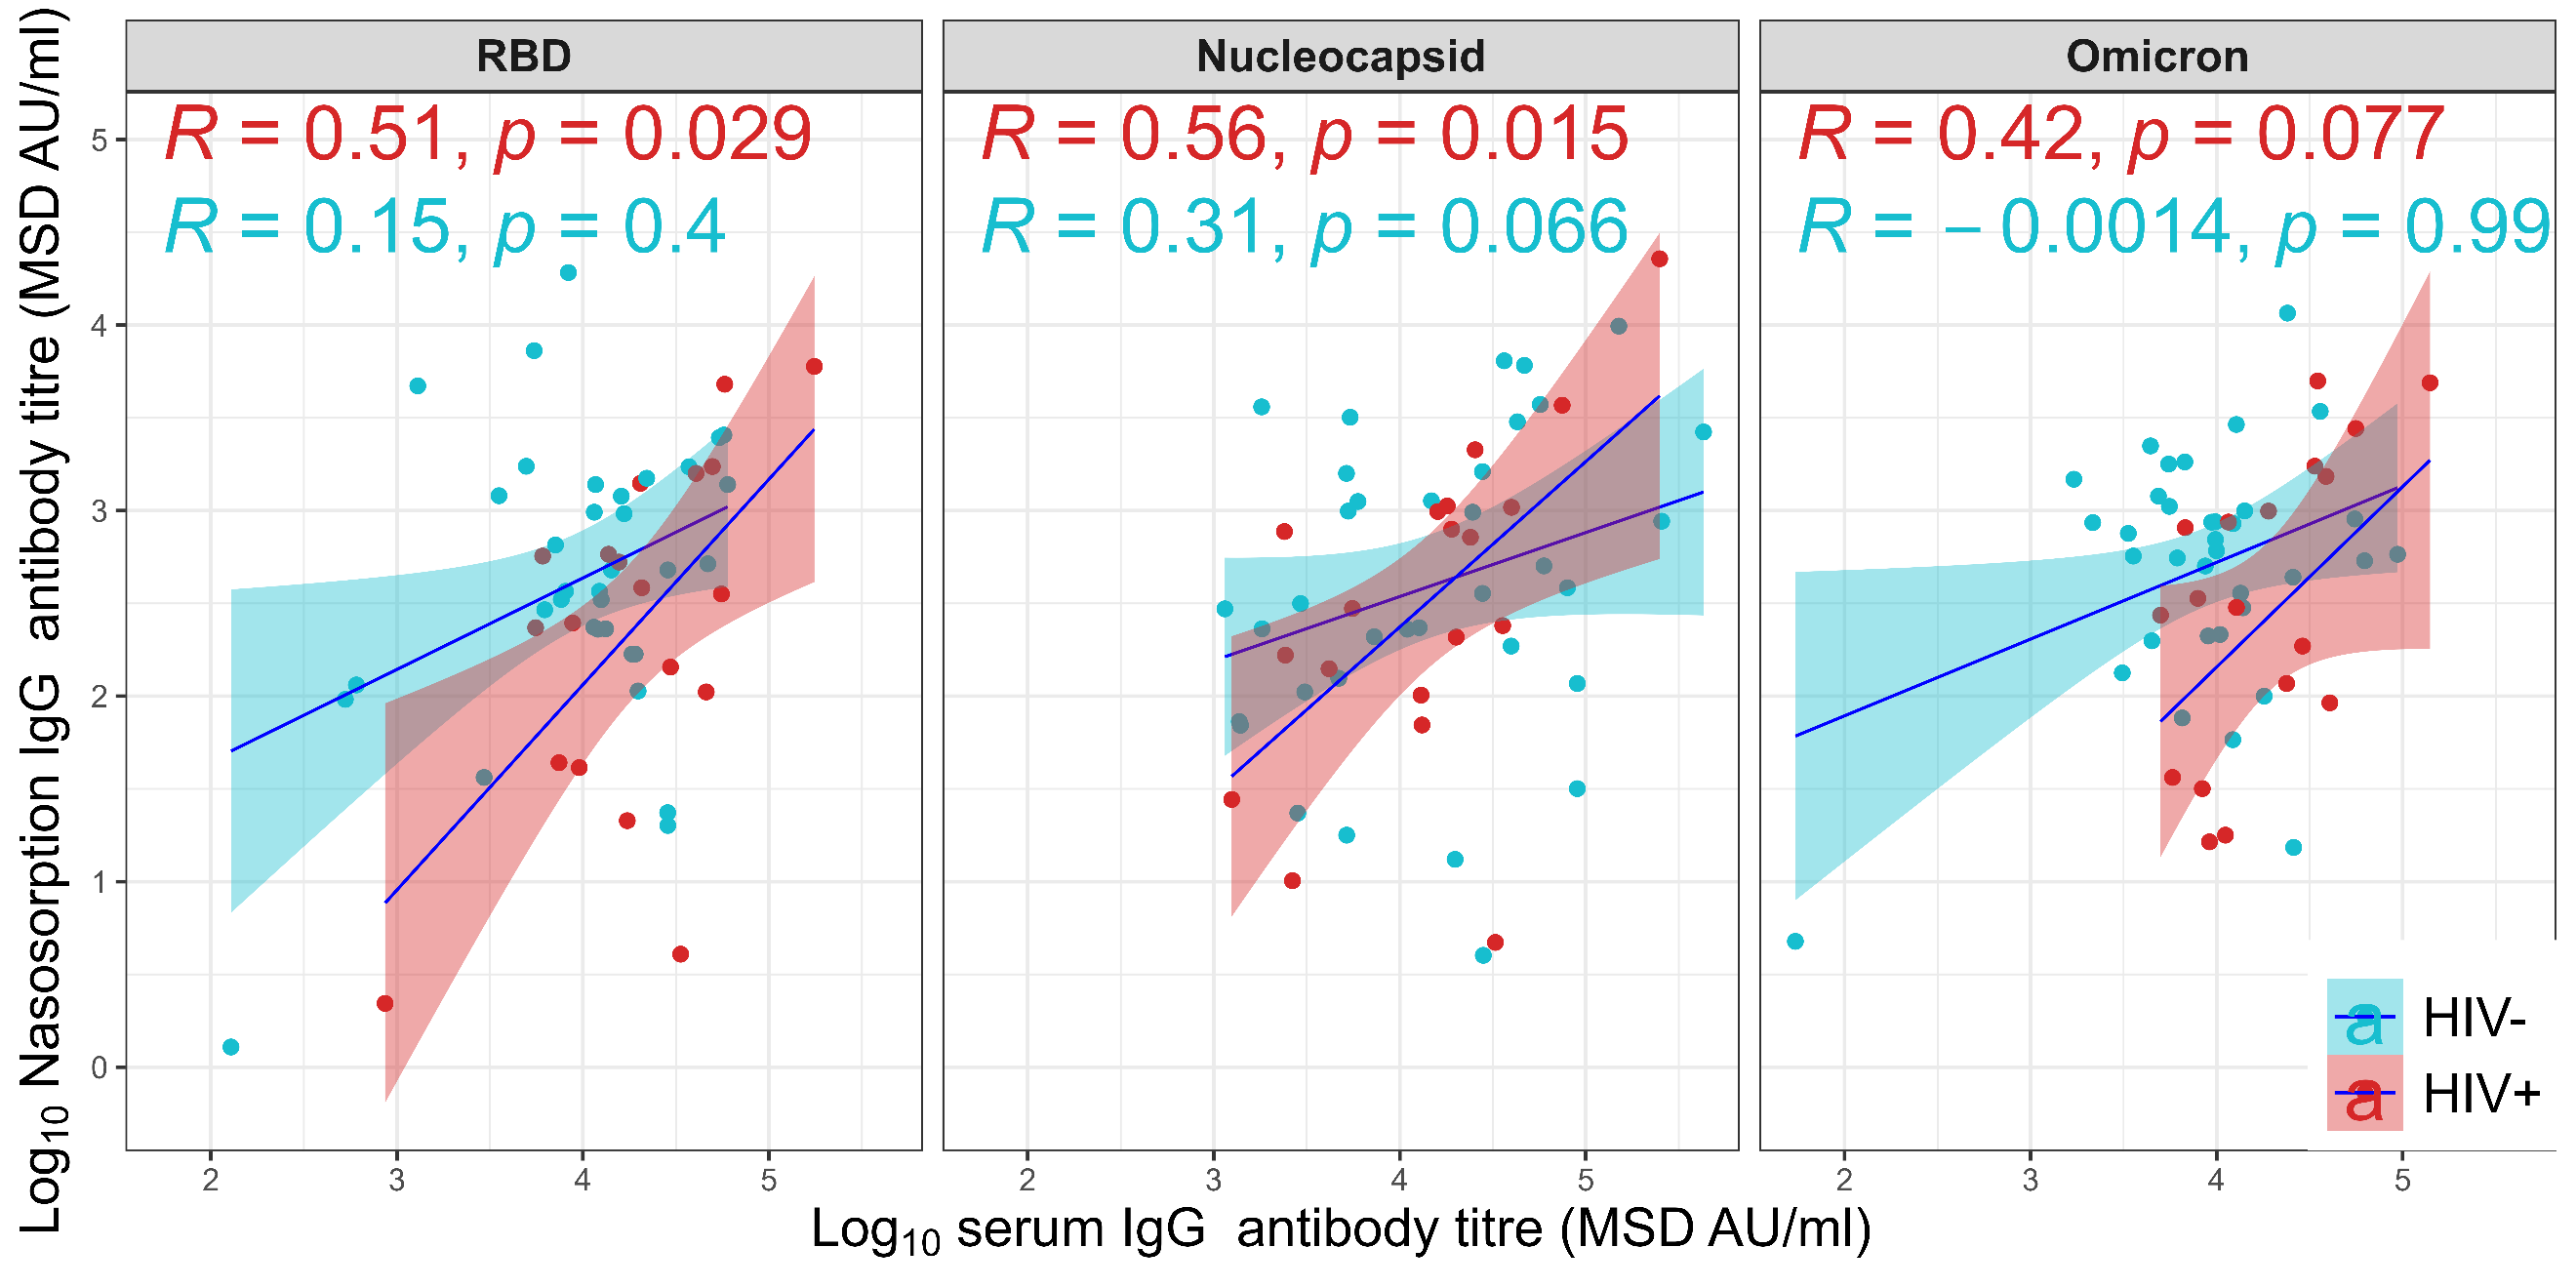 RBD
Nucleocapsid
Omicron
R = 0.51, p = 0.029
R = 0.15, p = 0.4
R = 0.56, p = 0.015
R = 0.31, p = 0.066
R = 0.42, p = 0.077
R = − 0.0014, p = 0.99
Log10 Nasosorption IgG antibody titre (MSD AU/ml)
5
4
3
2
1
0
2 3 4 5
2 3 4 5
2 3 4 5
Log10 serum IgG antibody titre (MSD AU/ml)
a HIV-
a HIV+